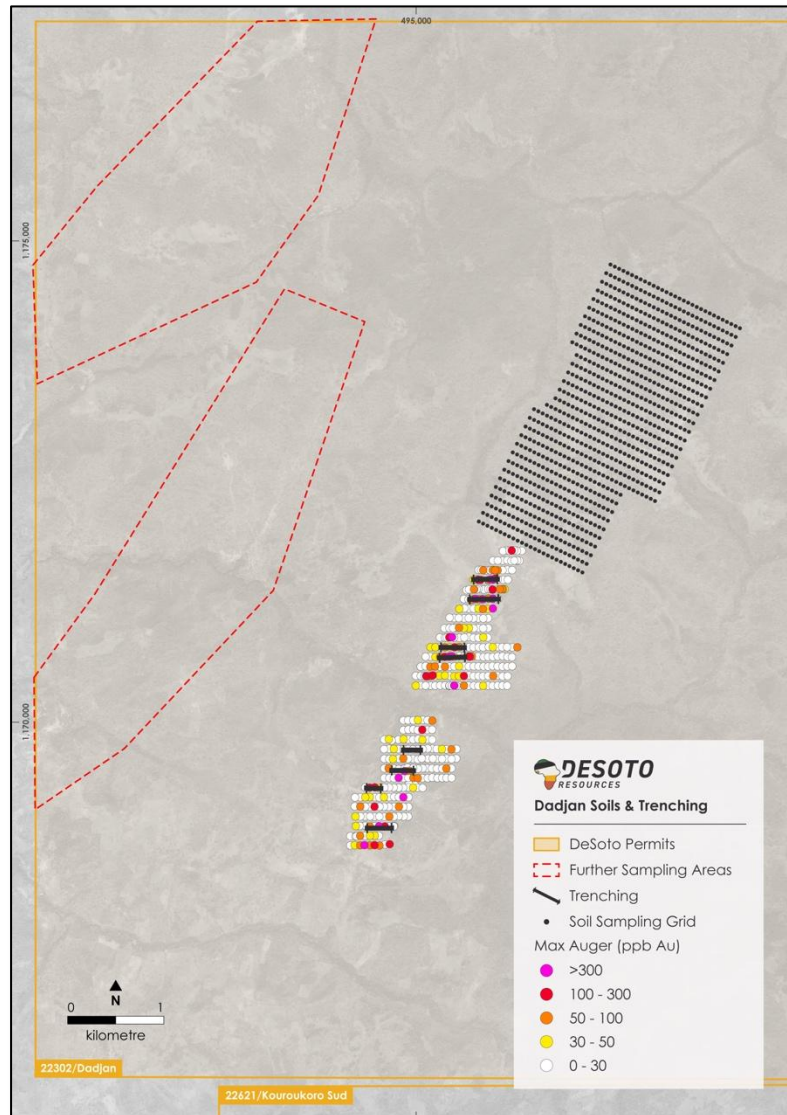 495,000
1,175,000
1,170,000
DESOTO
RESOURCES
Dadjan Soils & Trenching
DeSoto Permits
Further Sampling Areas
Trenching
Soil Sampling Grid
Max Auger (ppb Au)
>300
100 - 300
50 - 100
30 - 50
0 - 30
N
0 1
kilometre
22302/Dadjan
22621/Kouroukoro Sud